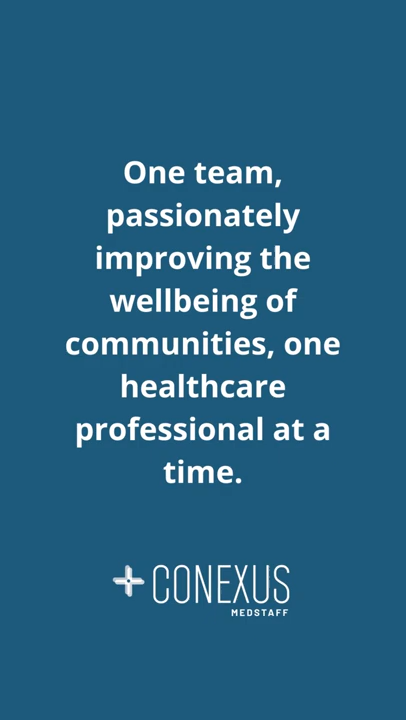 One team,
passionately
improving the
wellbeing of
communities, one
healthcare
professional at a
time.
CONEXUS
MEDSTAFF